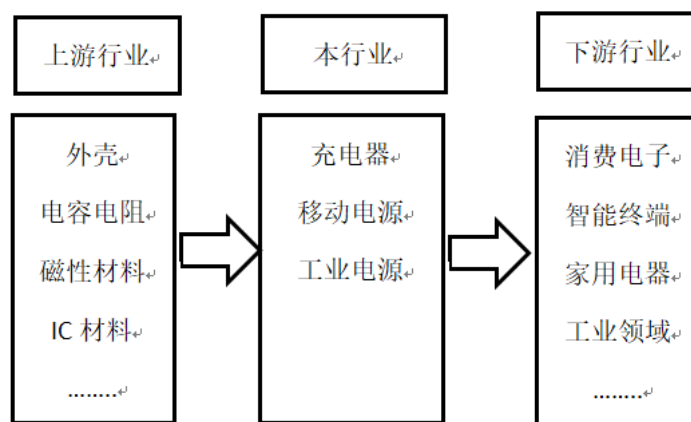 上游行业
本行业
下游行业
外壳
电容电阻
磁性材料
IC 材料
........
充电器
移动电源
工业电源
消费电子
智能终端
家用电器
工业领域
........